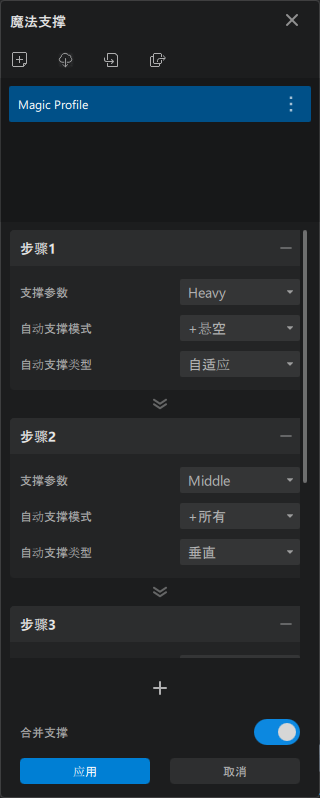 魔法支撑
Magic Profile
步骤1
支撑参数 Heavy
自动支撑模式 +悬空
自动支撑类型 自适应
步骤2
支撑参数 Middle
自动支撑模式 +所有
自动支撑类型 垂直
步骤3
合并支撑
应用 取消